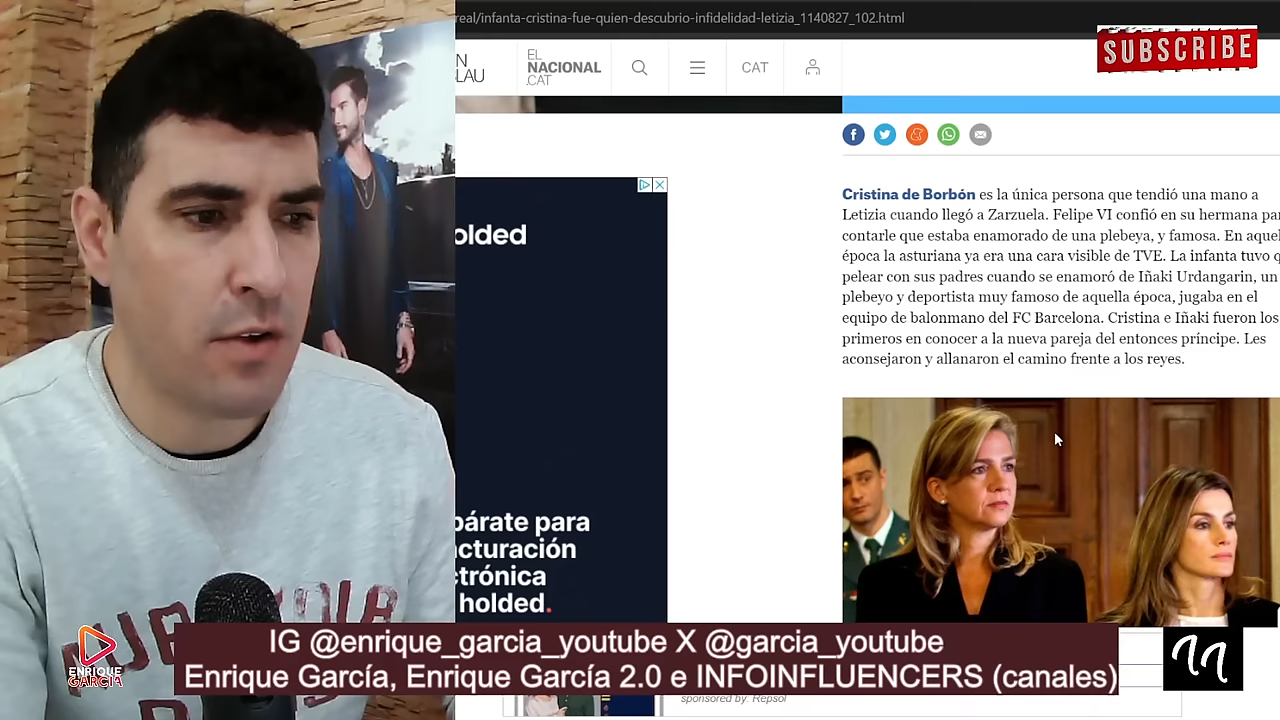 real/infanta-cristina-fue-quien-descubrio-infidelidad-letizia_1140827_102.html
SUBSCRIBE
EL
NACIONAL
.CAT
CAT
Cristina de Borbón es la única persona que tendió una mano a
Letizia cuando llegó a Zarzuela. Felipe VI confió en su hermana
contarle que estaba enamorado de una plebeya, y famosa. En
época la asturiana ya era una cara visible de TVE. La infanta tuvo
pelear con sus padres cuando se enamoró de Iñaki Urdangarin, un
plebeyo y deportista muy famoso de aquella época, jugaba en el
equipo de balonmano del FC Barcelona. Cristina e Iñaki fueron los
primeros en conocer a la nueva pareja del entonces príncipe. Les
aconsejaron y allanaron el camino frente a los reyes.
olded
párate para
acturación
ctrónica
holded.
IG @enrique_garcia_youtube X @garcia_youtube
Enrique García, Enrique García 2.0 e INFOINFLUENCERS (canales)
ENRIQUE
GARCÍA
sponsored by: Repsol